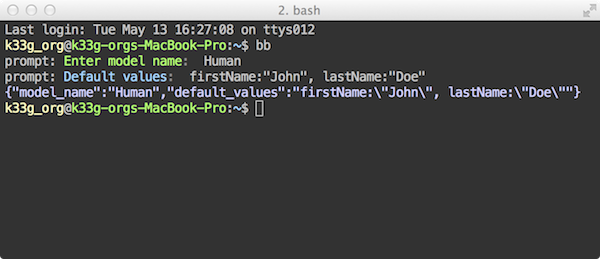 2. bash
Last login: Tue May 13 16:27:08 on ttys012
k33g_org@k33g-orgs-MacBook-Pro:~$ bb
prompt: Enter model name:  Human
prompt: Default values:  firstName:"John", lastName:"Doe"
{"model_name":"Human","default_values":"firstName:\"John\", lastName:\"Doe\""}
k33g_org@k33g-orgs-MacBook-Pro:~$